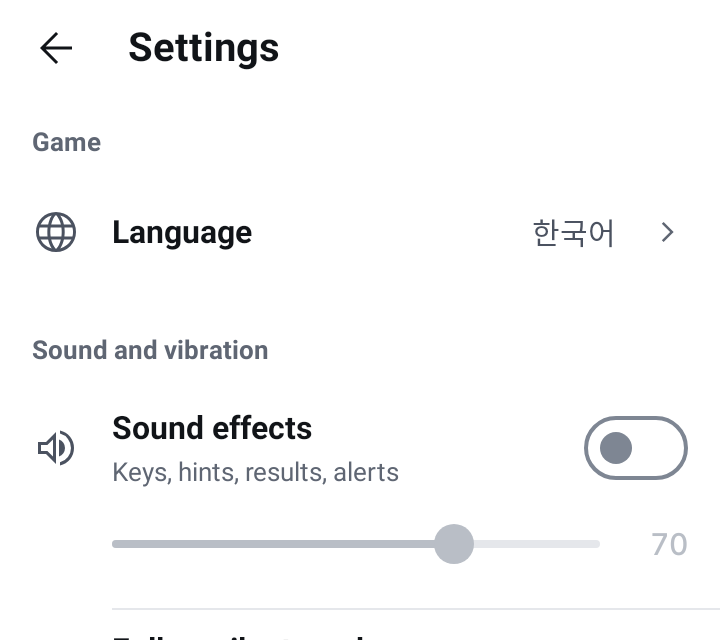 Settings
Game
Language 한국어
Sound and vibration
Sound effects
Keys, hints, results, alerts
70